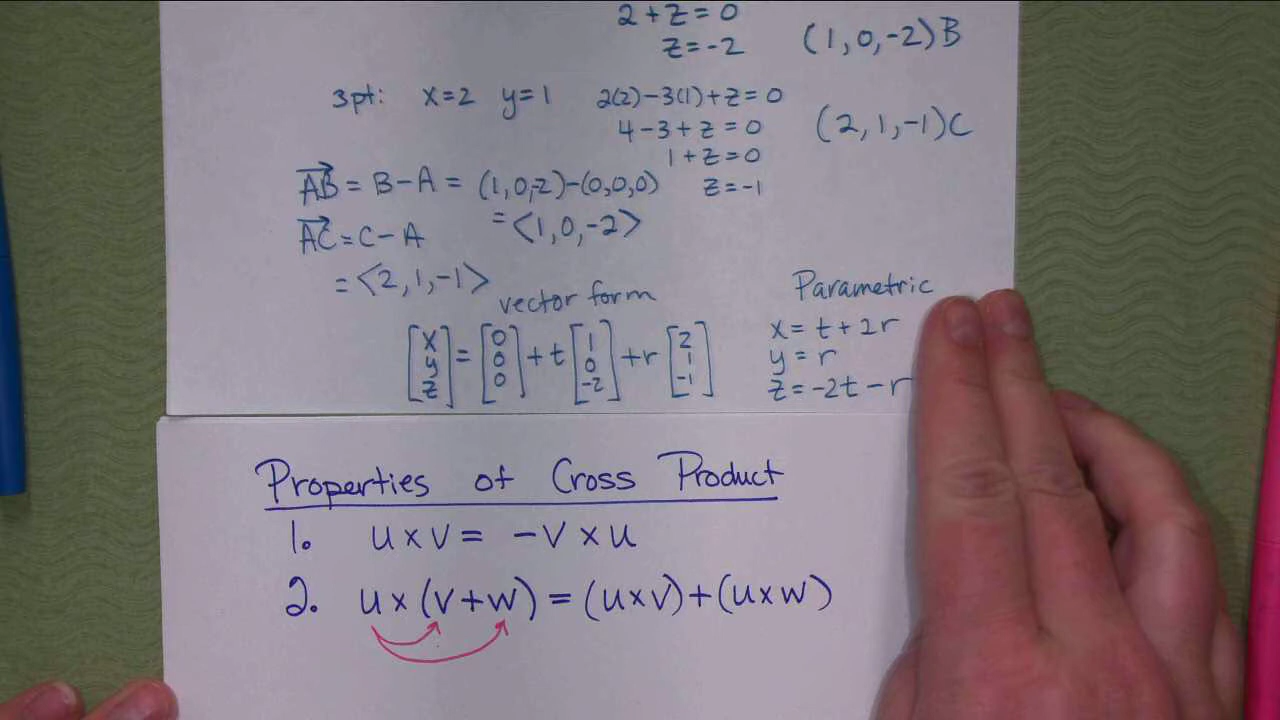 2 + z = 0
z = -2
(1, 0, -2) B
3pt: x = 2 y = 1
2(2) - 3(1) + z = 0
4 - 3 + z = 0
1 + z = 0
z = -1
(2, 1, -1) C
AB = B - A = (1, 0, -2) - (0, 0, 0)
= <1, 0, -2>
AC = C - A
= <2, 1, -1>
vector form
[x y z] = [0 0 0] + t [1 0 -2] + r [2 1 -1]
Parametric
x = t + 2r
y = r
z = -2t - r
Properties of Cross Product
1. u × v = -v × u
2. u × (v + w) = (u × v) + (u × w)